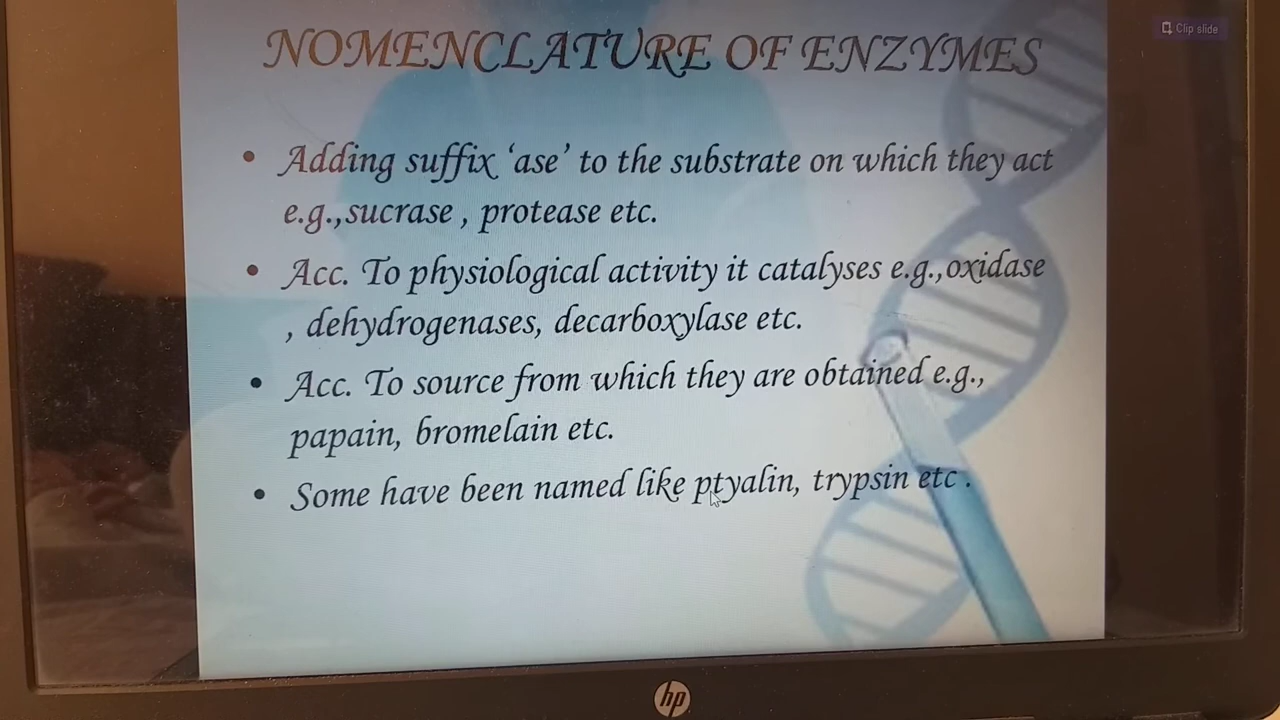 NOMENCLATURE OF ENZYMES
Clip slide
• Adding suffix ‘ase’ to the substrate on which they act
e.g.,sucrase , protease etc.
• Acc. To physiological activity it catalyses e.g.,oxidase
, dehydrogenases, decarboxylase etc.
• Acc. To source from which they are obtained e.g.,
papain, bromelain etc.
• Some have been named like ptyalin, trypsin etc .
hp